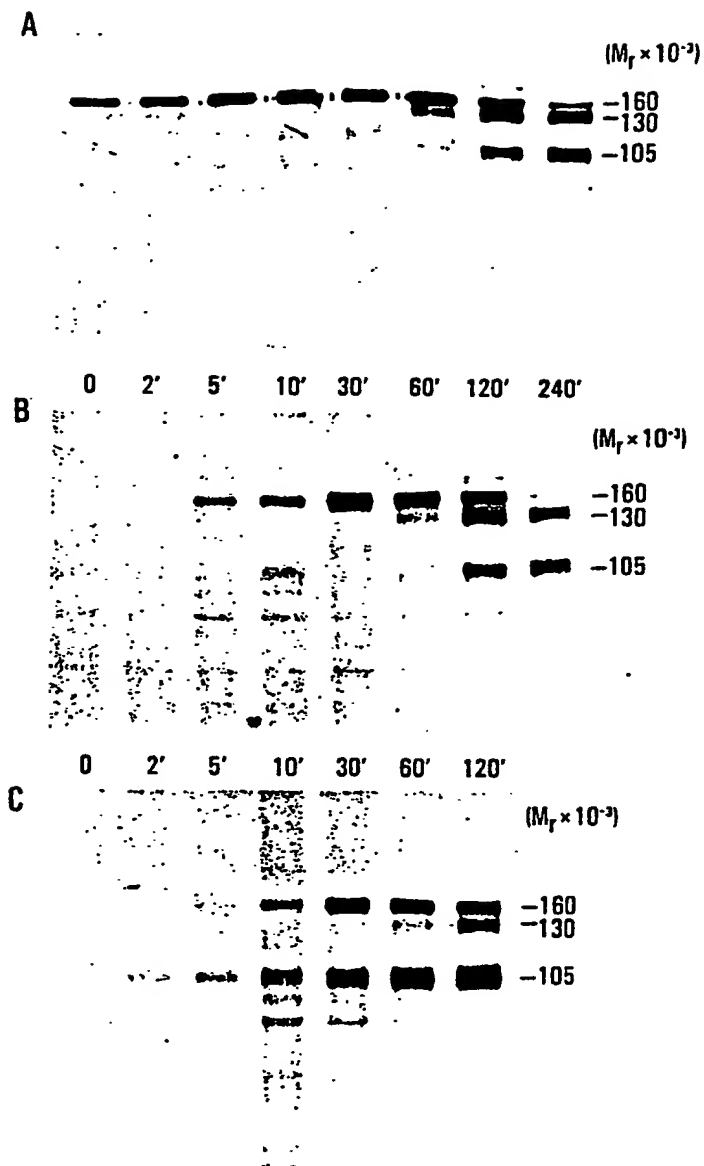 A
(Mᵣ × 10⁻³)
–160
–130
–105
0 2′ 5′ 10′ 30′ 60′ 120′ 240′
B
(Mᵣ × 10⁻³)
–160
–130
–105
0 2′ 5′ 10′ 30′ 60′ 120′
C
(Mᵣ × 10⁻³)
–160
–130
–105